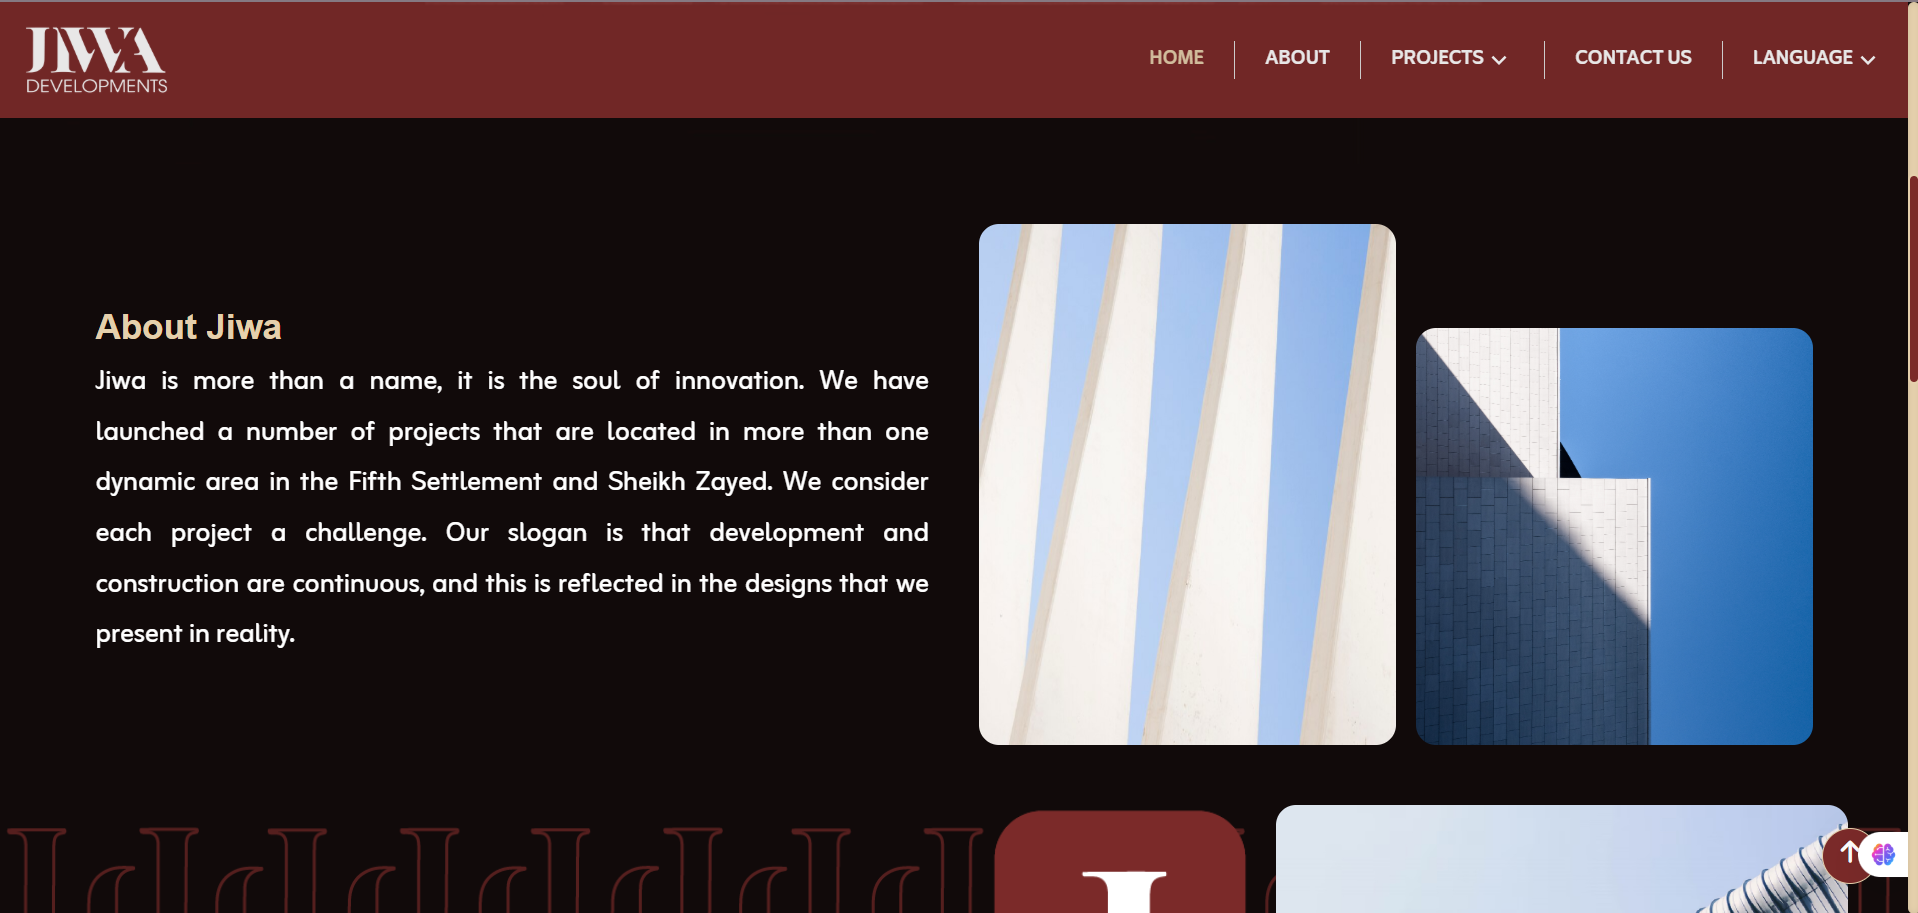 JIWA
DEVELOPMENTS
HOME
ABOUT
PROJECTS
CONTACT US
LANGUAGE
About Jiwa
Jiwa is more than a name, it is the soul of innovation. We have
launched a number of projects that are located in more than one
dynamic area in the Fifth Settlement and Sheikh Zayed. We consider
each project a challenge. Our slogan is that development and
construction are continuous, and this is reflected in the designs that we
present in reality.